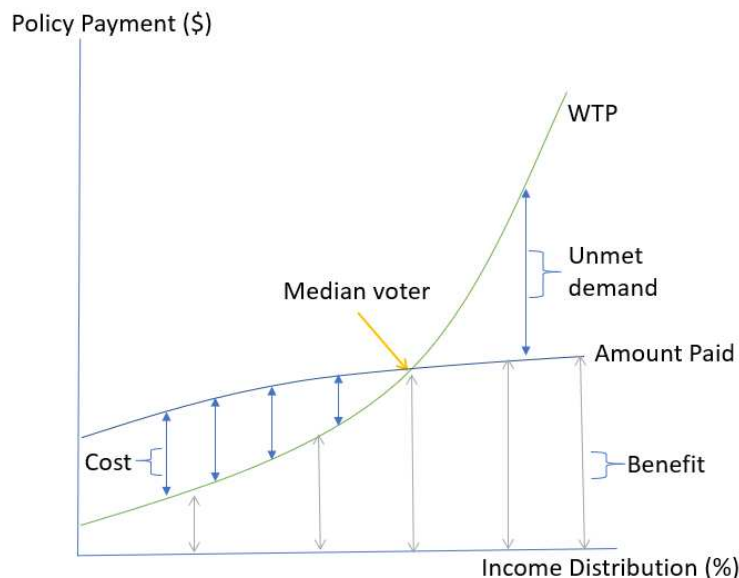 Policy Payment ($)
WTP
Unmet
demand
Median voter
Amount Paid
Cost
Benefit
Income Distribution (%)